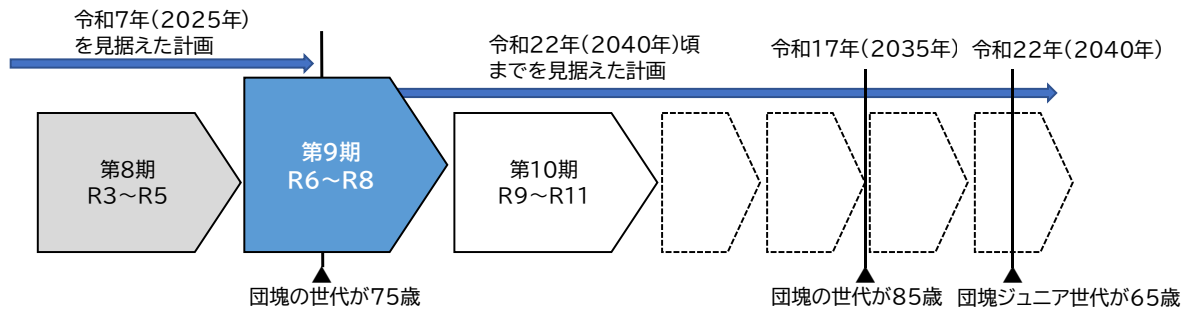 令和7年(2025年)
を見据えた計画
令和22年(2040年)頃
までを見据えた計画
令和17年(2035年)
令和22年(2040年)
第8期
R3～R5
第9期
R6～R8
第10期
R9～R11
団塊の世代が75歳
団塊の世代が85歳
団塊ジュニア世代が65歳